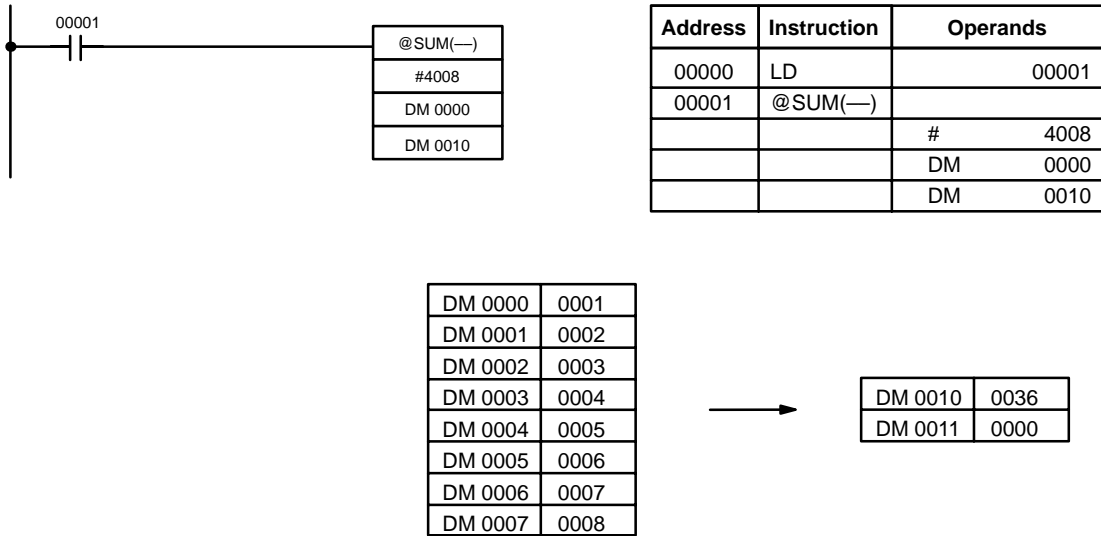 00001
@SUM(—)
#4008
DM 0000
DM 0010
Address Instruction Operands
00000 LD 00001
00001 @SUM(—)
# 4008
DM 0000
DM 0010
DM 0000 0001
DM 0001 0002
DM 0002 0003
DM 0003 0004
DM 0004 0005
DM 0005 0006
DM 0006 0007
DM 0007 0008
DM 0010 0036
DM 0011 0000